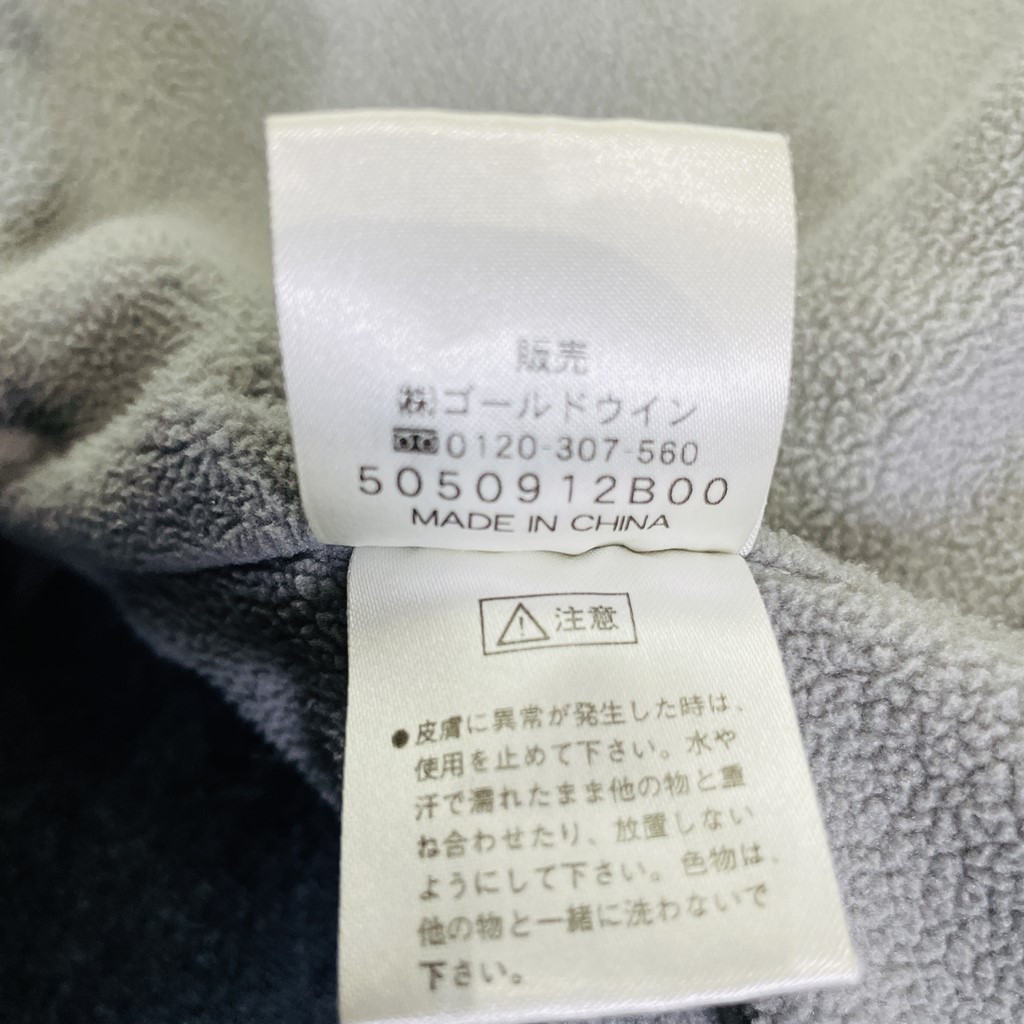 販売
㈱ゴールドウイン
0120-307-560
5050912B00
MADE IN CHINA
注意
●皮膚に異常が発生した時は、
使用を止めて下さい。水や
汗で濡れたまま他の物と重
ね合わせたり、放置しない
ようにして下さい。色物は、
他の物と一緒に洗わないで
下さい。